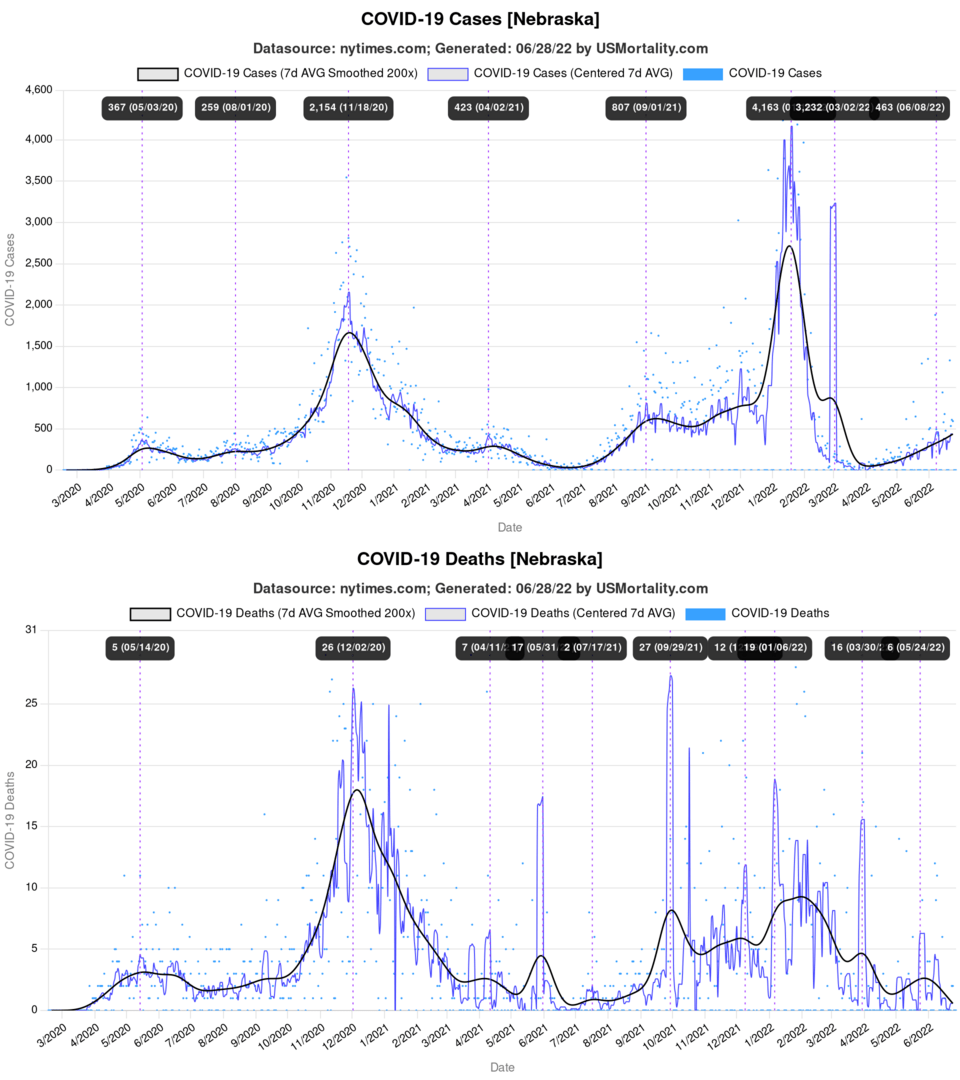 COVID-19 Cases [Nebraska]
Datasource: nytimes.com; Generated: 06/28/22 by USMortality.com
COVID-19 Cases (7d AVG Smoothed 200x) COVID-19 Cases (Centered 7d AVG) COVID-19 Cases
4,600
367 (05/03/20) 259 (08/01/20) 2,154 (11/18/20) 423 (04/02/21) 807 (09/01/21) 4,163 (0 3,232 (03/02/22 463 (06/08/22)
4,000
3,500
3,000
2,500
2,000
1,500
1,000
500
0
COVID-19 Cases
3/2020 4/2020 5/2020 6/2020 7/2020 8/2020 9/2020 10/2020 11/2020 12/2020 1/2021 2/2021 3/2021 4/2021 5/2021 6/2021 7/2021 8/2021 9/2021 10/2021 11/2021 12/2021 1/2022 2/2022 3/2022 4/2022 5/2022 6/2022
Date
COVID-19 Deaths [Nebraska]
Datasource: nytimes.com; Generated: 06/28/22 by USMortality.com
COVID-19 Deaths (7d AVG Smoothed 200x) COVID-19 Deaths (Centered 7d AVG) COVID-19 Deaths
31
5 (05/14/20) 26 (12/02/20) 7 (04/11/ 17 (05/31 2 (07/17/21) 27 (09/29/21) 12 (1 19 (01/06/22) 16 (03/30/ 6 (05/24/22)
25
20
15
10
5
0
COVID-19 Deaths
3/2020 4/2020 5/2020 6/2020 7/2020 8/2020 9/2020 10/2020 11/2020 12/2020 1/2021 2/2021 3/2021 4/2021 5/2021 6/2021 7/2021 8/2021 9/2021 10/2021 11/2021 12/2021 1/2022 2/2022 3/2022 4/2022 5/2022 6/2022
Date